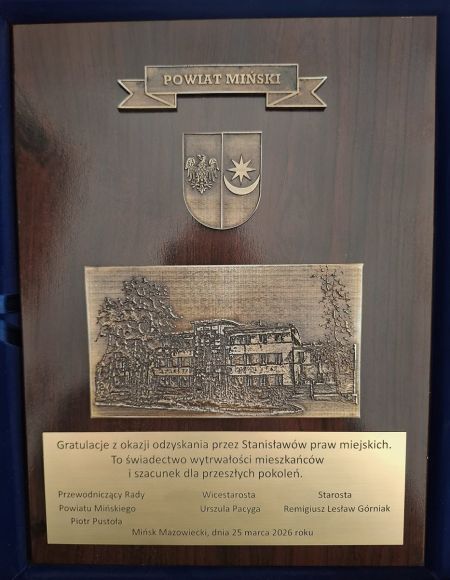 POWIAT MIŃSKI
Gratulacje z okazji odzyskania przez Stanisławów praw miejskich.
To świadectwo wytrwałości mieszkańców
i szacunek dla przeszłych pokoleń.
Przewodniczący Rady Wicestarosta Starosta
Powiatu Mińskiego Urszula Pacyga Remigiusz Lesław Górniak
Piotr Pustoła
Mińsk Mazowiecki, dnia 25 marca 2026 roku